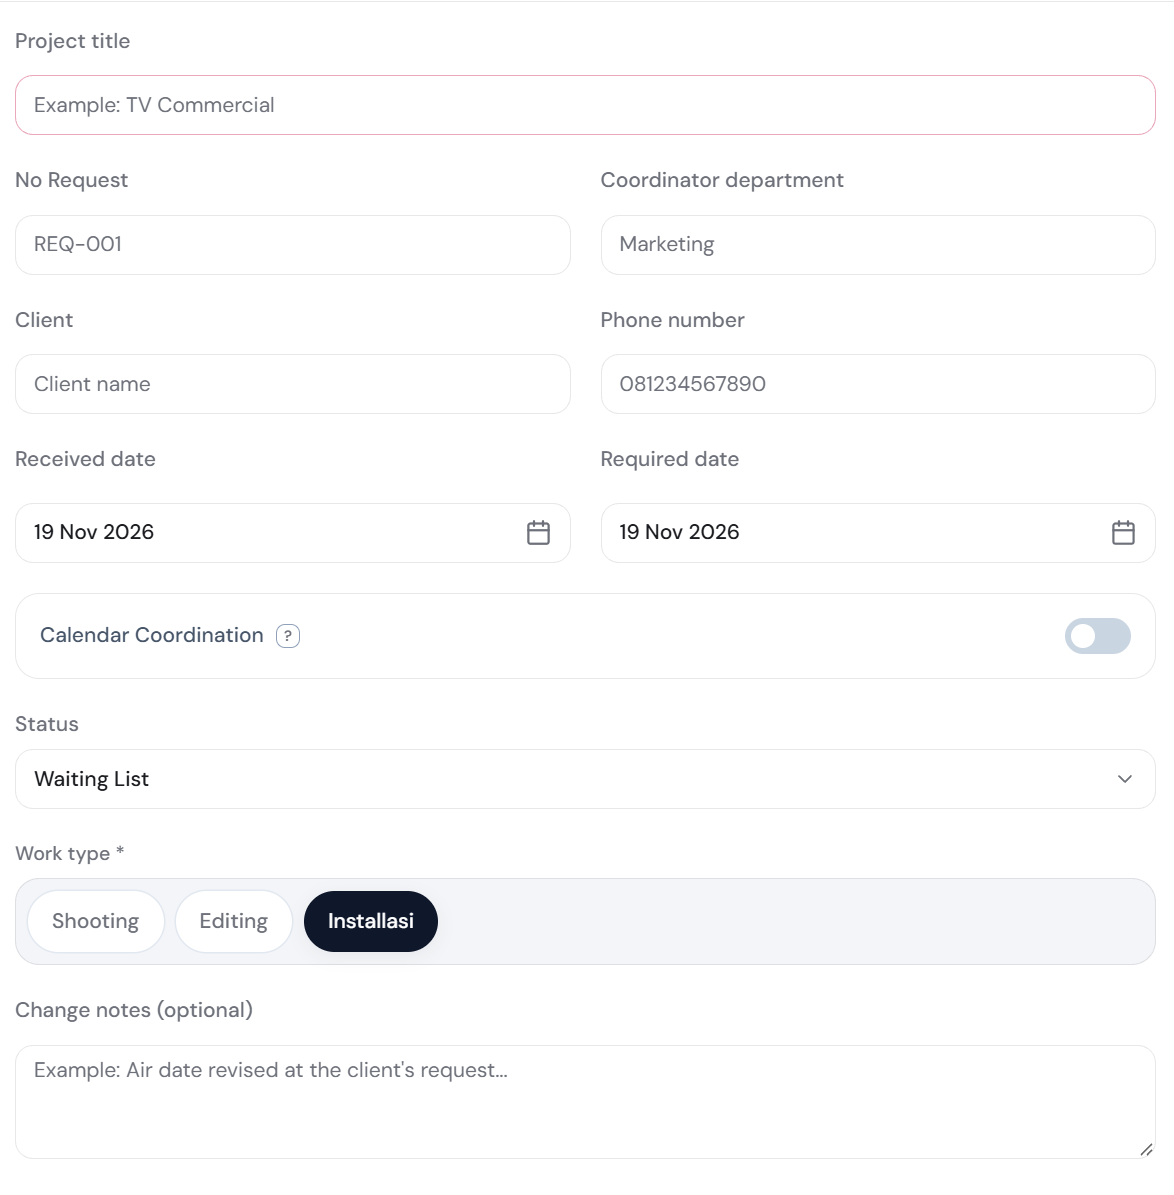 Project title
Example: TV Commercial
No Request
Coordinator department
REQ-001
Marketing
Client
Phone number
Client name
081234567890
Received date
Required date
19 Nov 2026
19 Nov 2026
Calendar Coordination ?
Status
Waiting List
Work type *
Shooting Editing Installasi
Change notes (optional)
Example: Air date revised at the client's request...